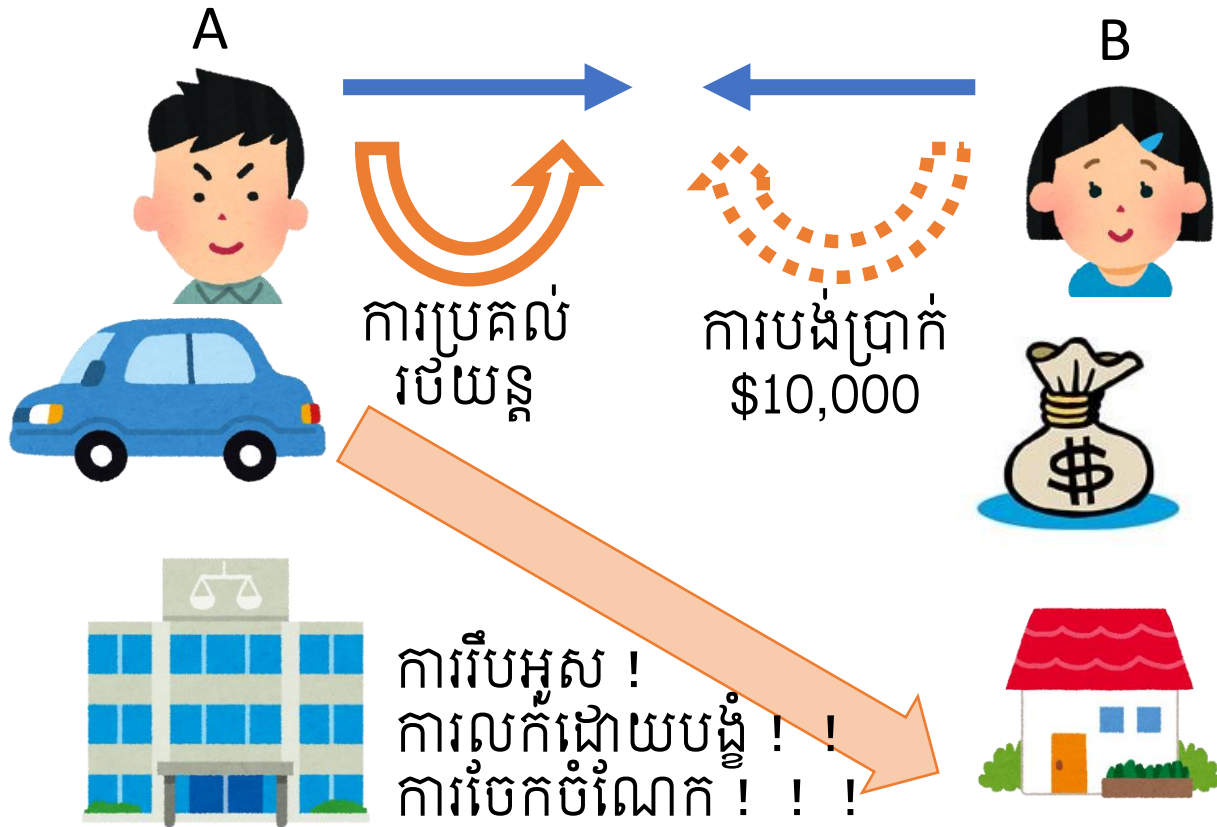 A
B
ការប្រគល់
រថយន្ត
ការបង់ប្រាក់
$10,000
ការរឹបអូស !
ការលក់ដោយបង្ខំ ! !
ការចែកចំណែក ! ! !